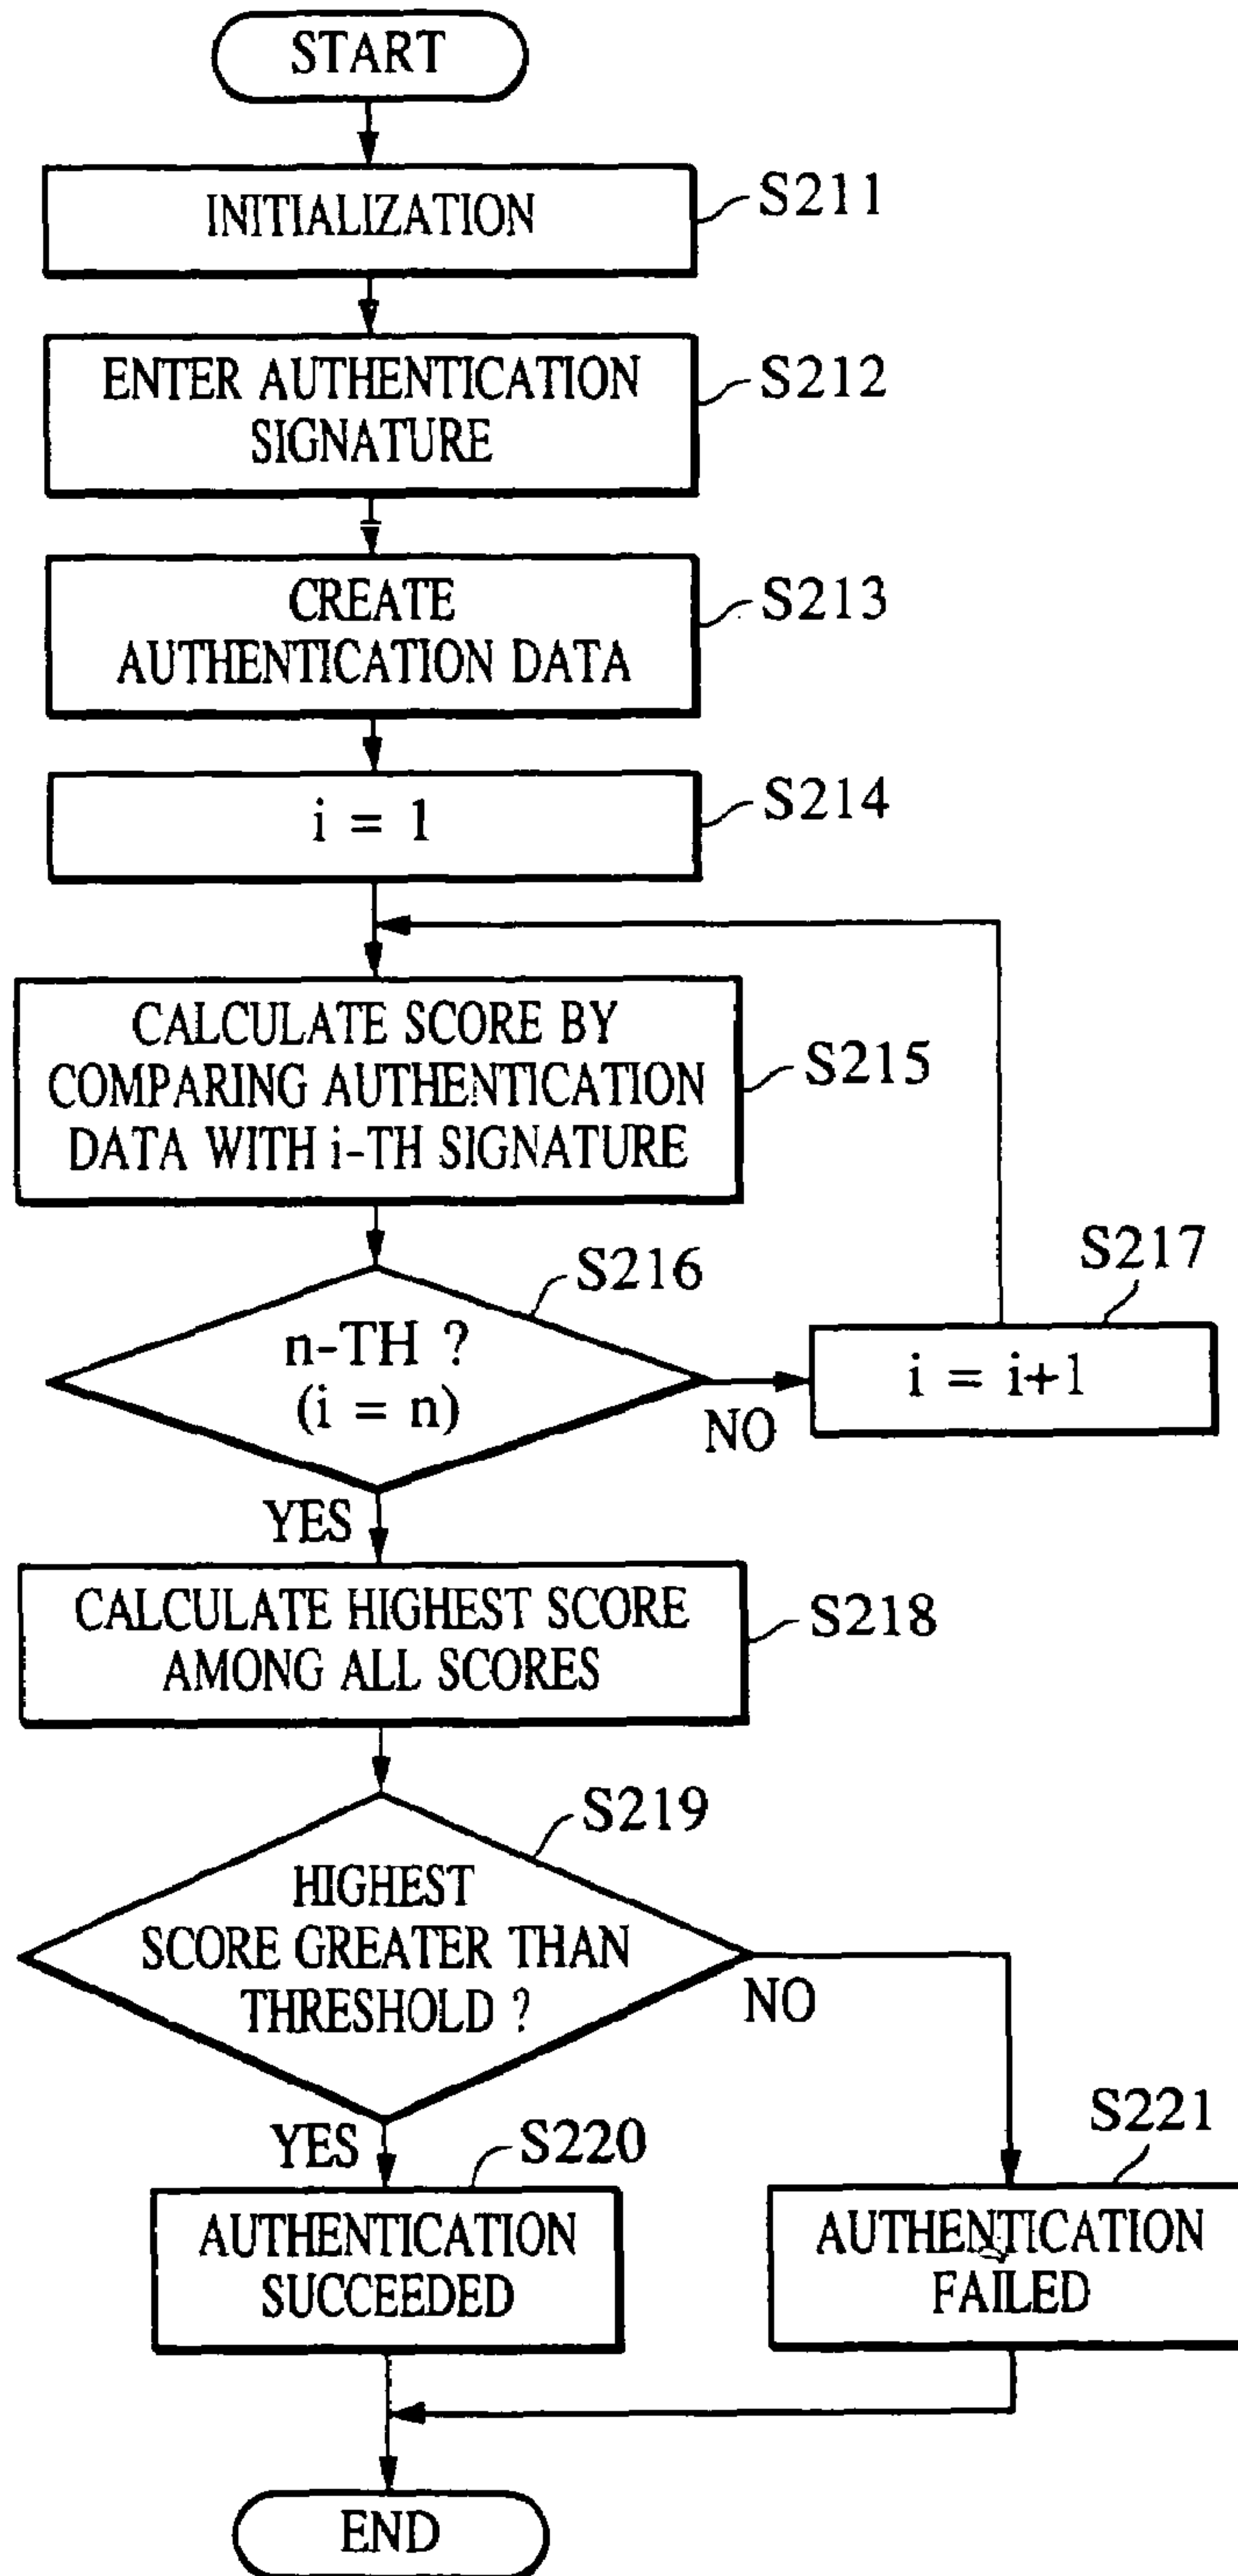 START
INITIALIZATION
S211
ENTER AUTHENTICATION
SIGNATURE
S212
CREATE
AUTHENTICATION DATA
S213
i = 1
S214
CALCULATE SCORE BY
COMPARING AUTHENTICATION
DATA WITH i-TH SIGNATURE
S215
S216
n-TH ?
(i = n)
NO
S217
i = i+1
YES
CALCULATE HIGHEST SCORE
AMONG ALL SCORES
S218
S219
HIGHEST
SCORE GREATER THAN
THRESHOLD ?
NO
YES
S220
AUTHENTICATION
SUCCEEDED
S221
AUTHENTICATION
FAILED
END